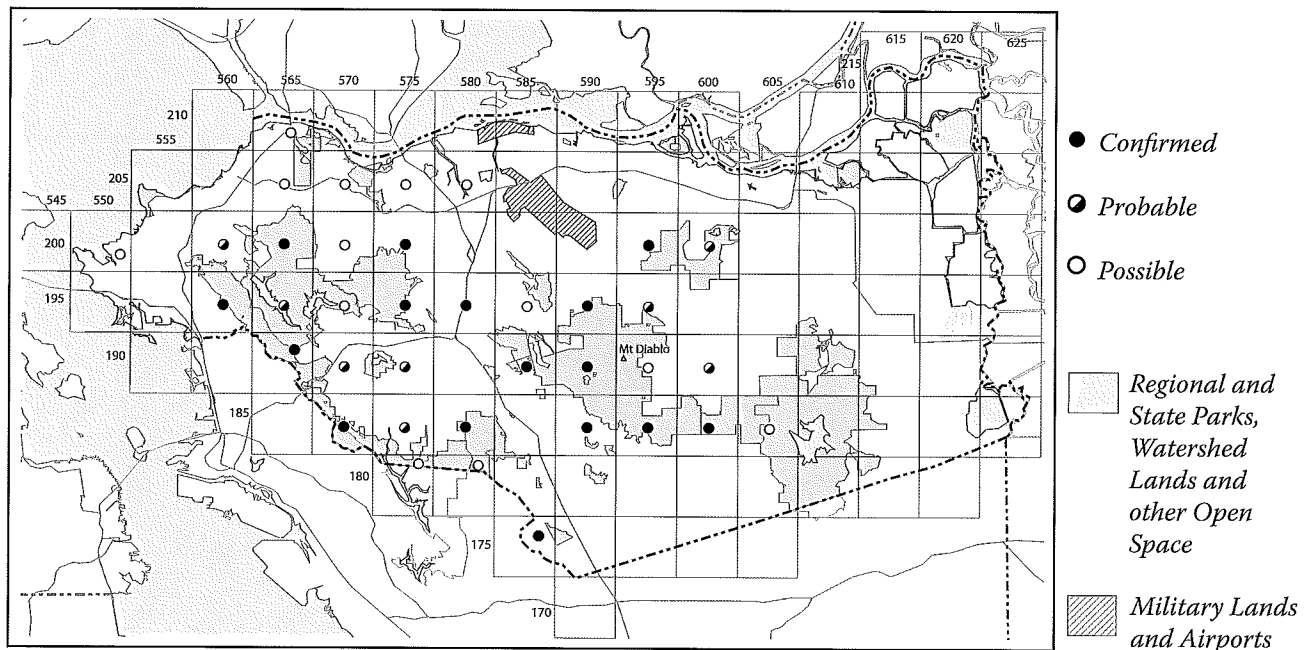 615 620 625
215
610
560 565 570 575 580 585 590 595 600 605
210
555
205
545 550
200
195
190
Mt Diablo
185
180
175
170
Confirmed
Probable
Possible
Regional and
State Parks,
Watershed
Lands and
other Open
Space
Military Lands
and Airports